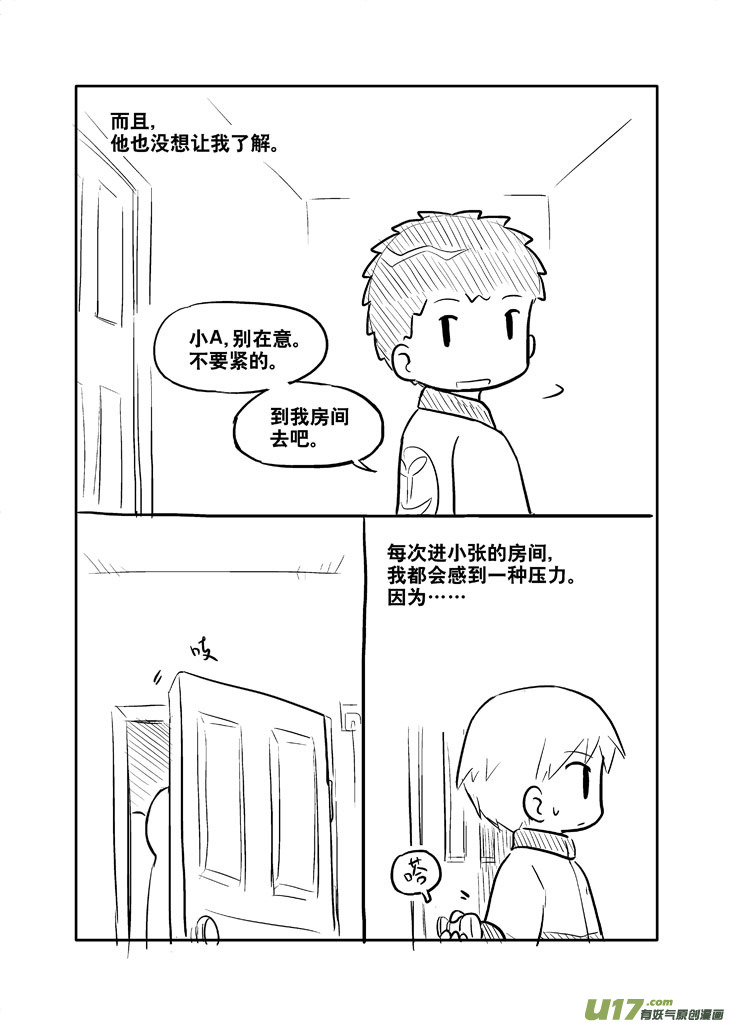 而且,
他也没想让我了解。
小A,别在意。
不要紧的。
到我房间
去吧。
吱
每次进小张的房间,
我都会感到一种压力。
因为……
嗒
U17.com
有妖气原创漫画